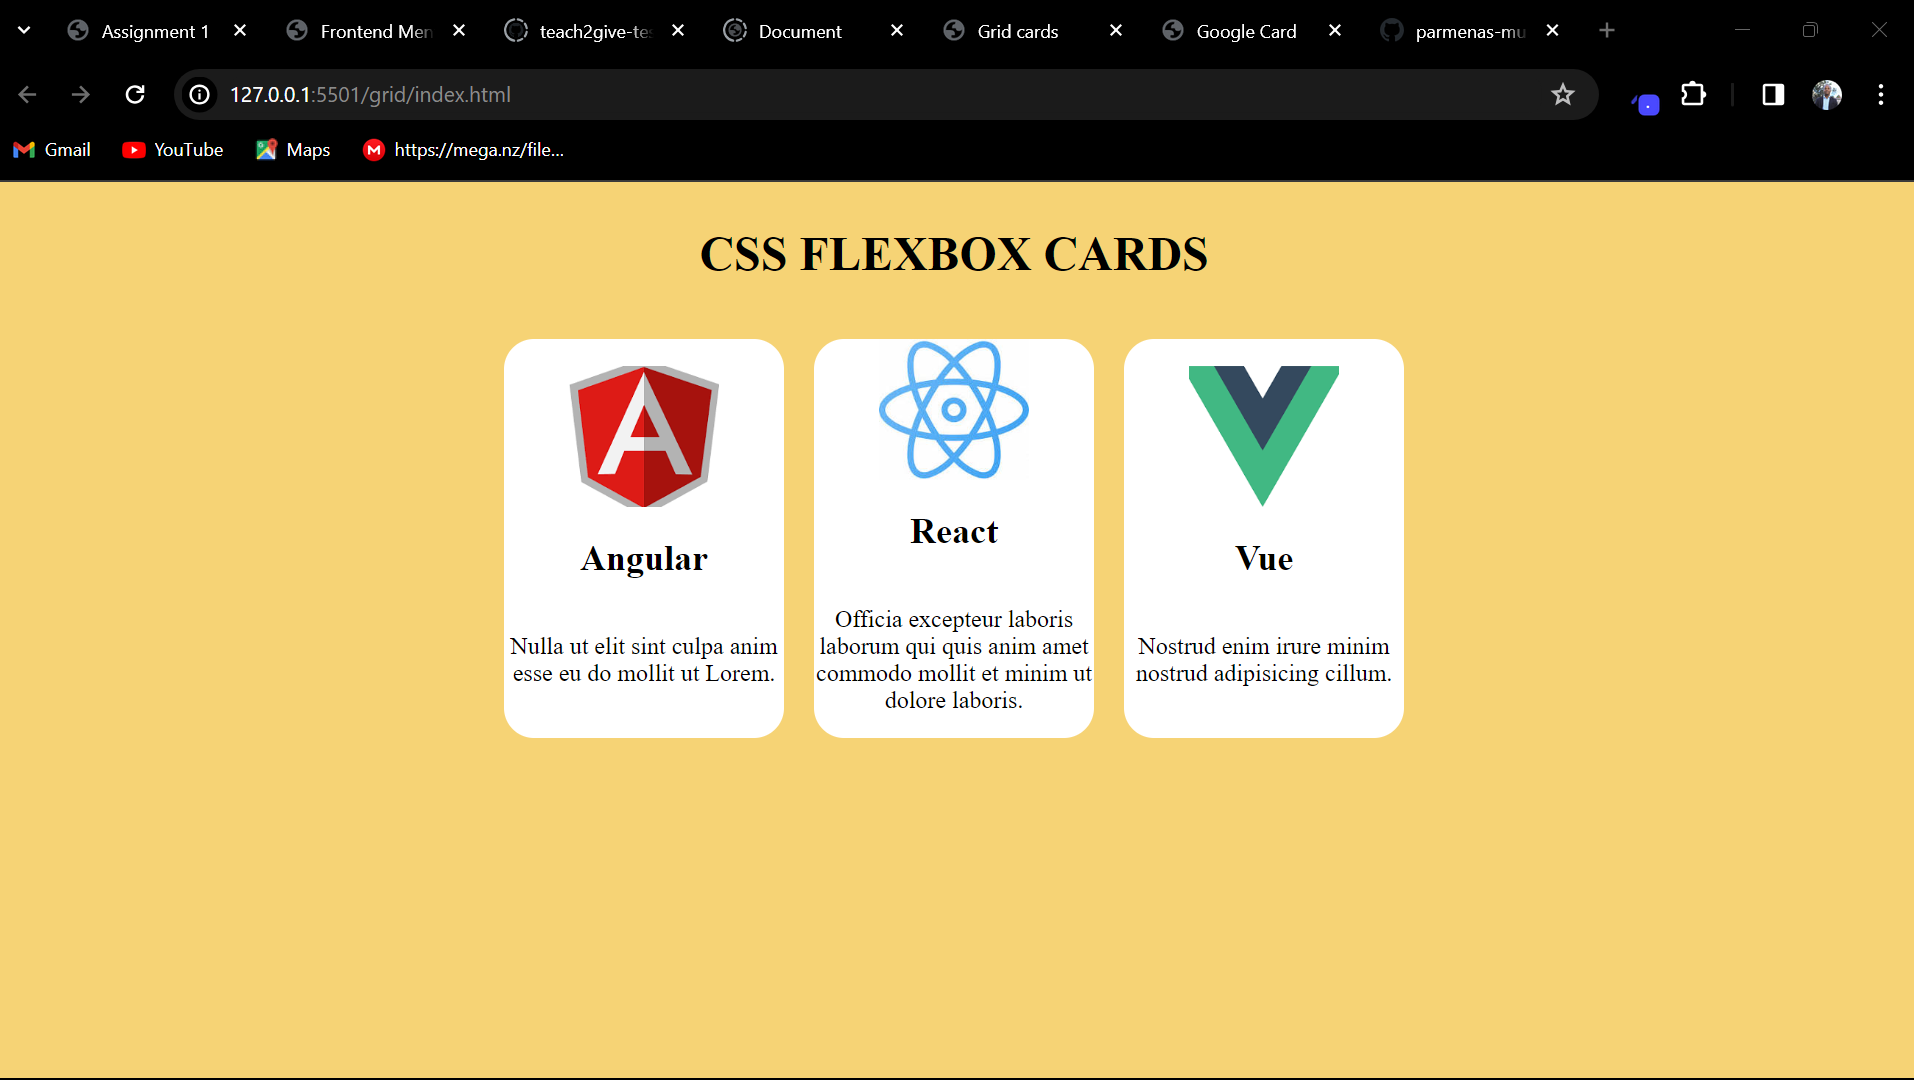 Assignment 1
Frontend Men
teach2give-tes
Document
Grid cards
Google Card
parmenas-mu
127.0.0.1:5501/grid/index.html
Gmail
YouTube
Maps
M
https://mega.nz/file...
CSS FLEXBOX CARDS
A
Angular
Nulla ut elit sint culpa anim
esse eu do mollit ut Lorem.
React
Officia excepteur laboris
laborum qui quis anim amet
commodo mollit et minim ut
dolore laboris.
Vue
Nostrud enim irure minim
nostrud adipisicing cillum.